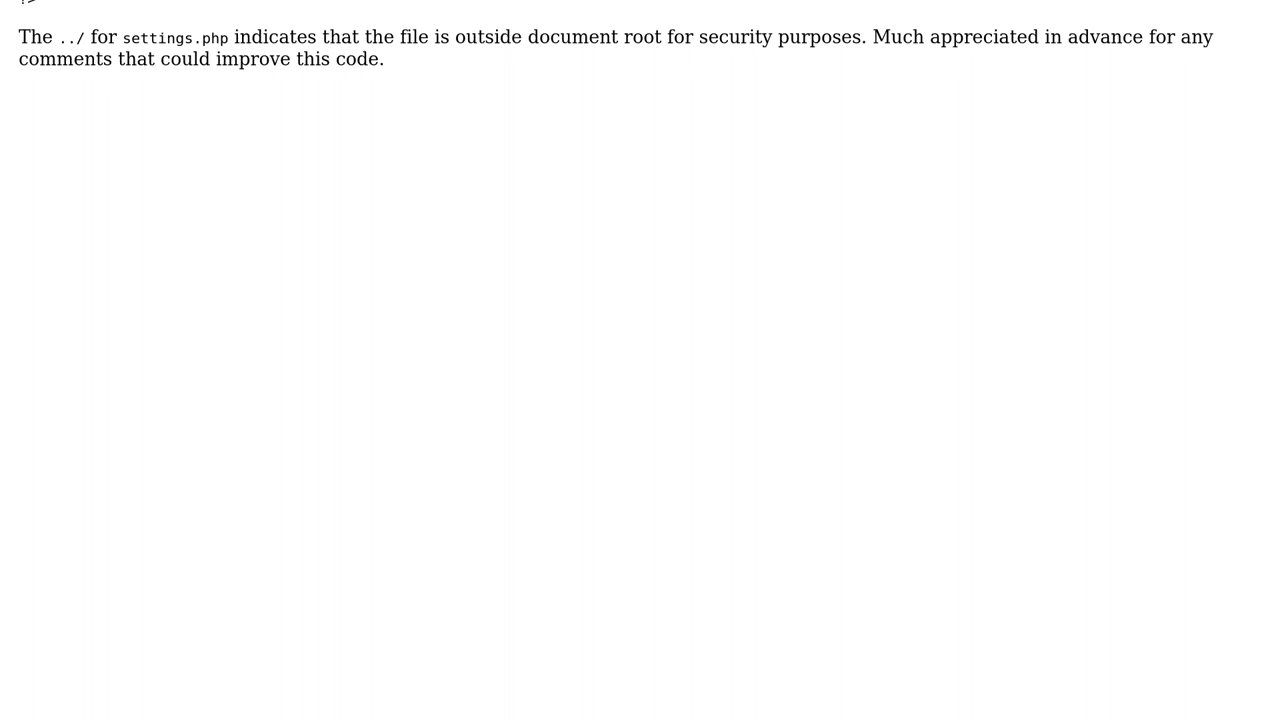 ?>
The ../ for settings.php indicates that the file is outside document root for security purposes. Much appreciated in advance for any
comments that could improve this code.